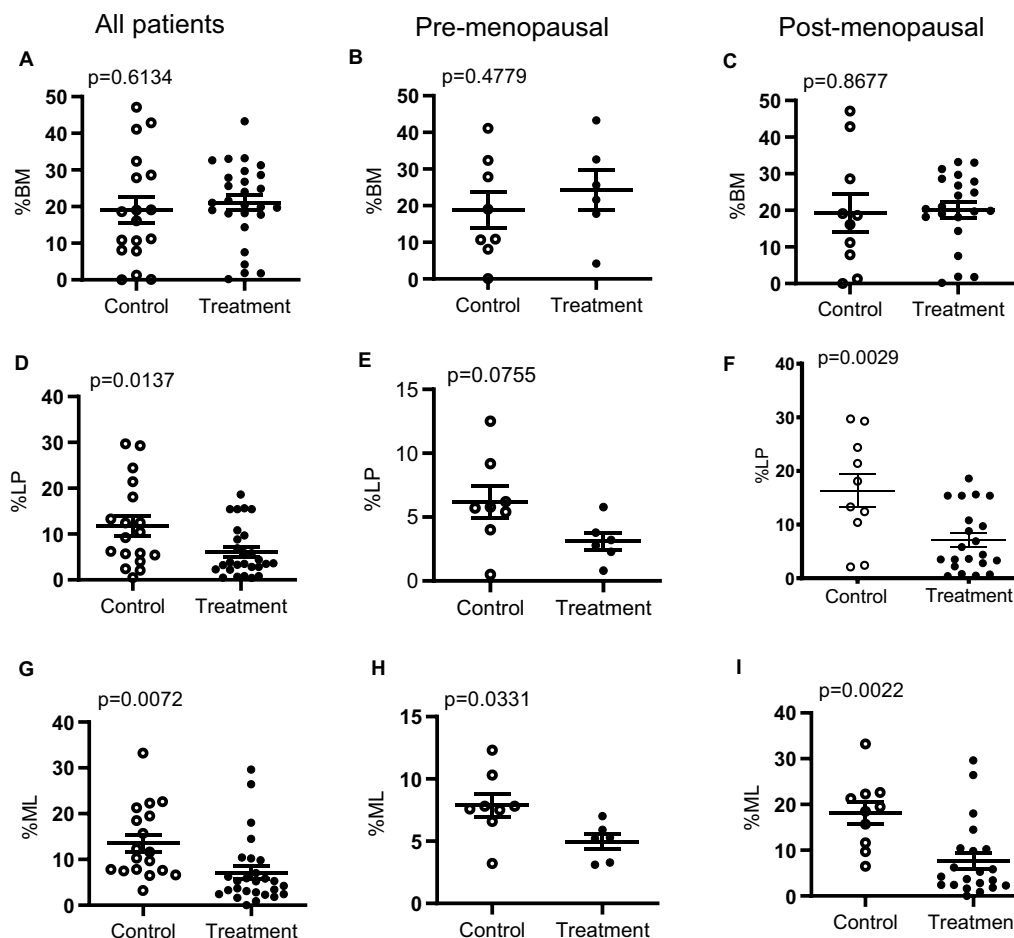 All patients
Pre-menopausal
Post-menopausal
A
p=0.6134
%BM
50
40
30
20
10
0
Control
Treatment
B
p=0.4779
%BM
50
40
30
20
10
0
Control
Treatment
C
p=0.8677
%BM
50
40
30
20
10
0
Control
Treatment
D
p=0.0137
%LP
40
30
20
10
0
Control
Treatment
E
p=0.0755
%LP
15
10
5
0
Control
Treatment
F
p=0.0029
%LP
40
30
20
10
0
Control
Treatmen
G
p=0.0072
%ML
40
30
20
10
0
Control
Treatment
H
p=0.0331
%ML
15
10
5
0
Control
Treatment
I
p=0.0022
%ML
40
30
20
10
0
Control
Treatmen